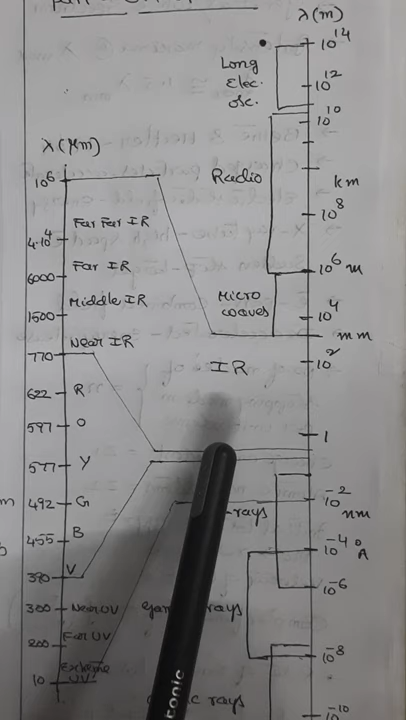 λ(m)
10^14
Long
Elec.
Osc.
10^12
10^10
λ(μm)
10^6
Radio
km
10^8
Far Far IR
4·10^4
Far IR
6000
10^6 m
Middle IR
Micro
waves
1500
10^4
mm
Near IR
770
IR
10^2
622 R
597 O
1
577 Y
492 G
-rays
10^-2
nm
455 B
10^-4 Å
390 V
10^-6
300 Near UV
rays
200 Far UV
10^-8
Extreme
UV
10
rays
10^-10
tonic